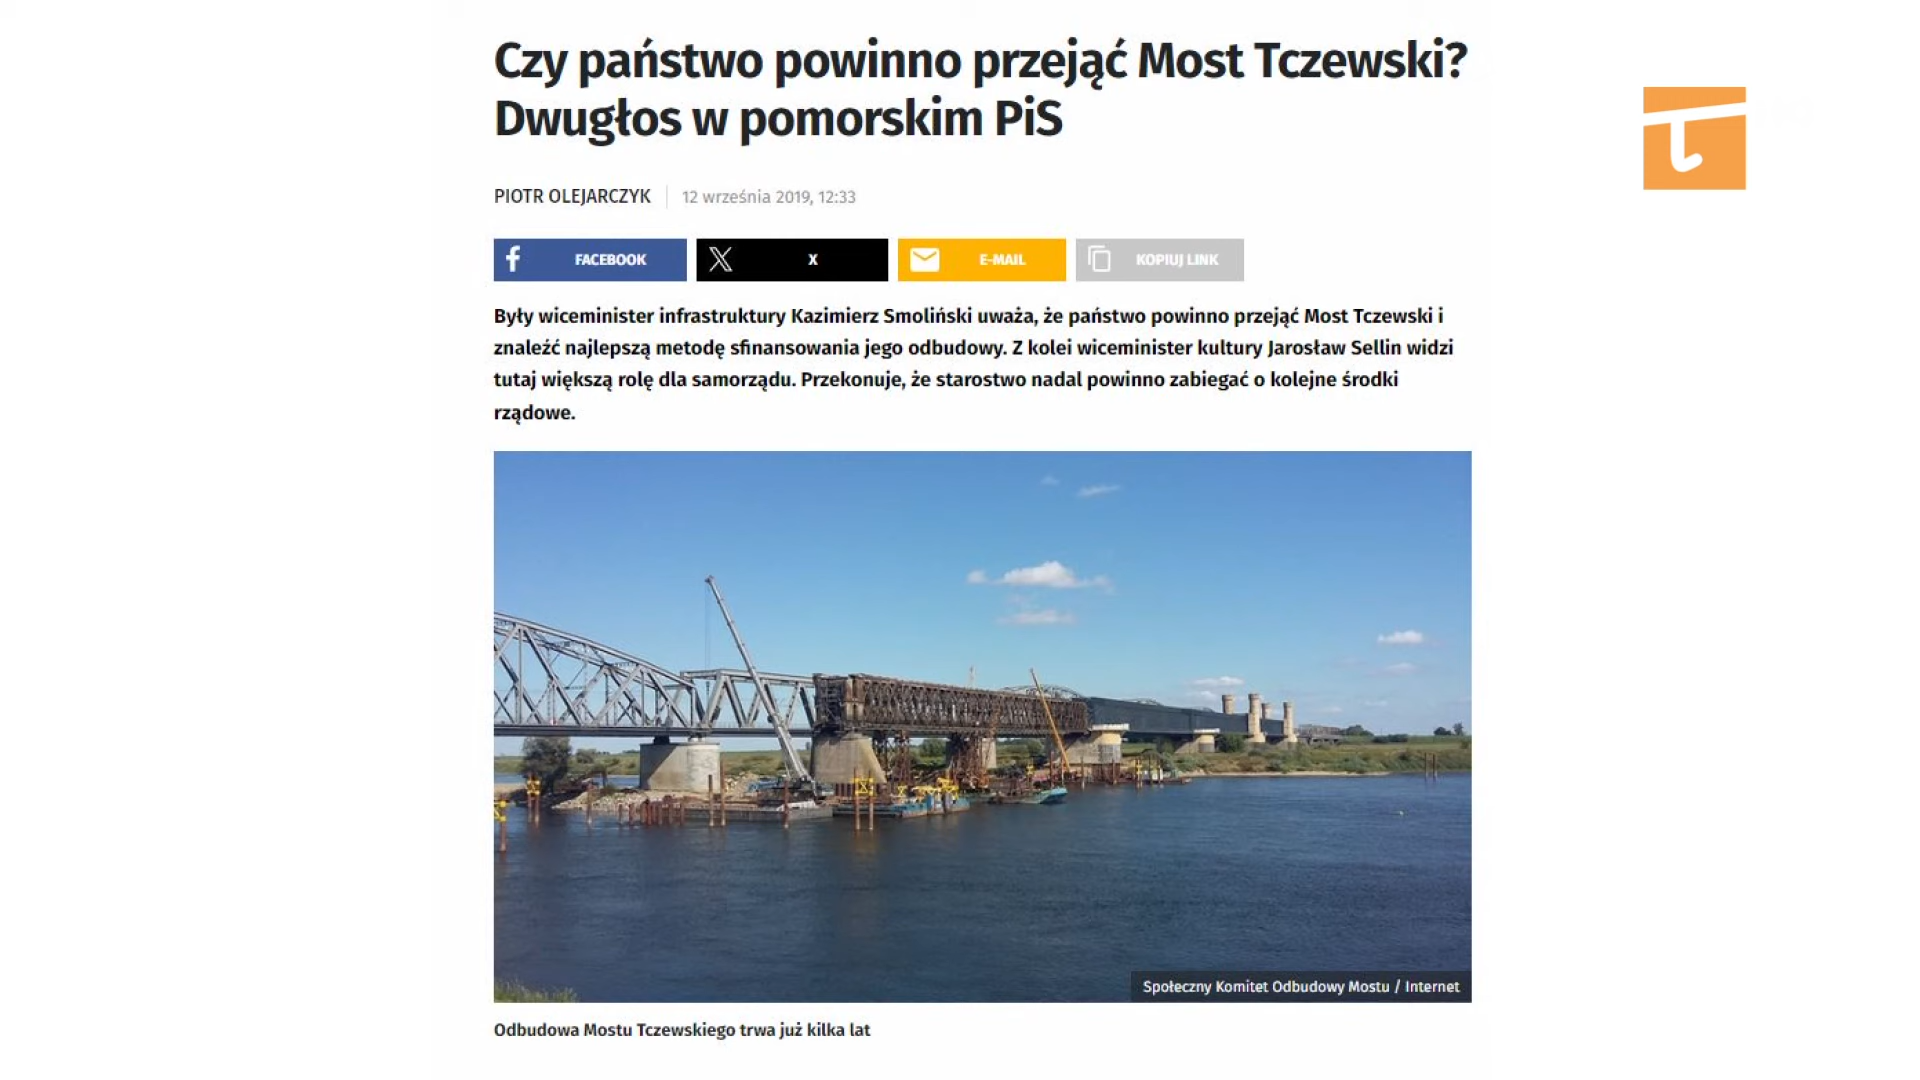 Czy państwo powinno przejąć Most Tczewski?
Dwugłos w pomorskim PiS
PIOTR OLEJARCZYK
12 września 2019, 12:33
FACEBOOK
X
E-MAIL
KOPIUJ LINK
Były wiceminister infrastruktury Kazimierz Smoliński uważa, że państwo powinno przejąć Most Tczewski i
znaleźć najlepszą metodę sfinansowania jego odbudowy. Z kolei wiceminister kultury Jarosław Sellin widzi
tutaj większą rolę dla samorządu. Przekonuje, że starostwo nadal powinno zabiegać o kolejne środki
rządowe.
Społeczny Komitet Odbudowy Mostu / Internet
Odbudowa Mostu Tczewskiego trwa już kilka lat